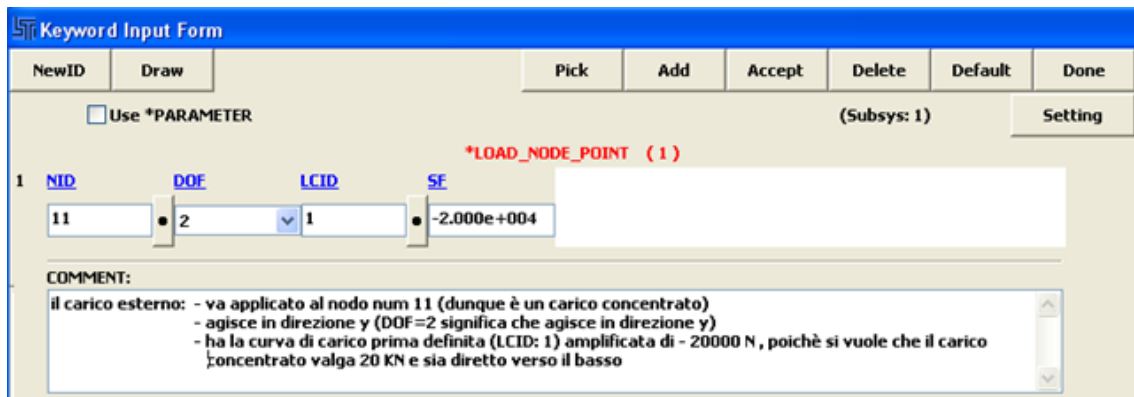 Keyword Input Form
NewID Draw Pick Add Accept Delete Default Done
Use *PARAMETER (Subsys: 1) Setting
*LOAD_NODE_POINT (1)
1 NID DOF LCID SF
11 2 1 -2.000e+004
COMMENT:
il carico esterno: - va applicato al nodo num 11 (dunque è un carico concentrato)
- agisce in direzione y (DOF=2 significa che agisce in direzione y)
- ha la curva di carico prima definita (LCID: 1) amplificata di - 20000 N , poichè si vuole che il carico
concentrato valga 20 KN e sia diretto verso il basso